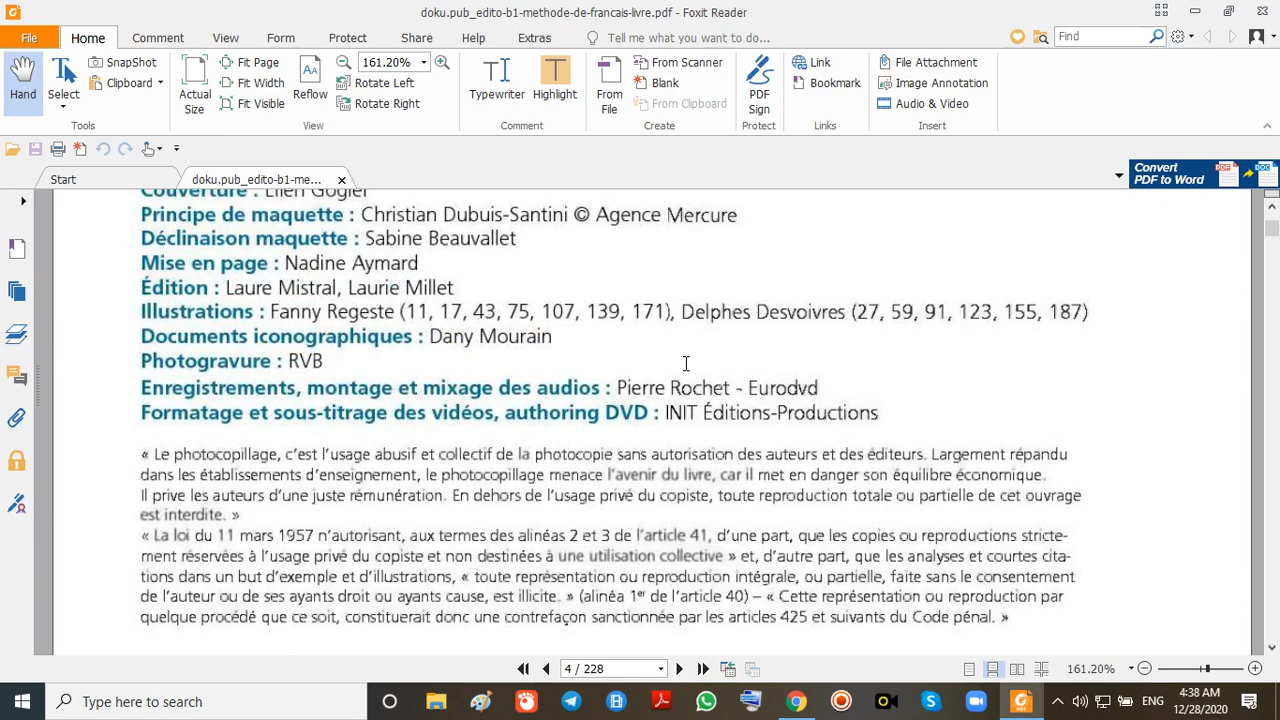 doku.pub_edito-b1-methode-de-francais-livre.pdf - Foxit Reader
File Home Comment View Form Protect Share Help Extras Tell me what you want to do... Find
Hand
Select
SnapShot
Clipboard
Actual Size
Fit Page
Fit Width
Fit Visible
Reflow
161.20%
Rotate Left
Rotate Right
Typewriter
Highlight
From File
From Scanner
Blank
From Clipboard
PDF Sign
Link
Bookmark
File Attachment
Image Annotation
Audio & Video
Tools View Comment Create Protect Links Insert
Start doku.pub_edito-b1-me...
Convert PDF to Word
Couverture : Ellen Gögler
Principe de maquette : Christian Dubuis-Santini © Agence Mercure
Déclinaison maquette : Sabine Beauvallet
Mise en page : Nadine Aymard
Édition : Laure Mistral, Laurie Millet
Illustrations : Fanny Regeste (11, 17, 43, 75, 107, 139, 171), Delphes Desvoivres (27, 59, 91, 123, 155, 187)
Documents iconographiques : Dany Mourain
Photogravure : RVB
Enregistrements, montage et mixage des audios : Pierre Rochet - Eurodvd
Formatage et sous-titrage des vidéos, authoring DVD : INIT Éditions-Productions
« Le photocopillage, c’est l’usage abusif et collectif de la photocopie sans autorisation des auteurs et des éditeurs. Largement répandu
dans les établissements d’enseignement, le photocopillage menace l’avenir du livre, car il met en danger son équilibre économique.
Il prive les auteurs d’une juste rémunération. En dehors de l’usage privé du copiste, toute reproduction totale ou partielle de cet ouvrage
est interdite. »
« La loi du 11 mars 1957 n’autorisant, aux termes des alinéas 2 et 3 de l’article 41, d’une part, que les copies ou reproductions stricte-
ment réservées à l’usage privé du copiste et non destinées à une utilisation collective » et, d’autre part, que les analyses et courtes cita-
tions dans un but d’exemple et d’illustrations, « toute représentation ou reproduction intégrale, ou partielle, faite sans le consentement
de l’auteur ou de ses ayants droit ou ayants cause, est illicite. » (alinéa 1er de l’article 40) – « Cette représentation ou reproduction par
quelque procédé que ce soit, constituerait donc une contrefaçon sanctionnée par les articles 425 et suivants du Code pénal. »
4 / 228 161.20%
Type here to search ENG 4:38 AM
12/28/2020